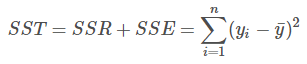 SST = SSR + SSE = \sum_{i=1}^{n} (y_i - \bar{y})^2